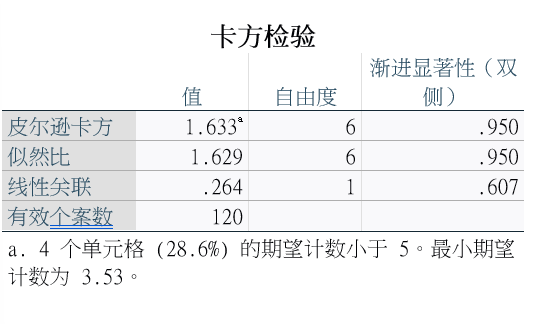 卡方检验
渐进显著性（双
值 自由度 侧）
皮尔逊卡方 1.633a 6 .950
似然比 1.629 6 .950
线性关联 .264 1 .607
有效个案数 120
a. 4 个单元格 (28.6%) 的期望计数小于 5。最小期望
计数为 3.53。